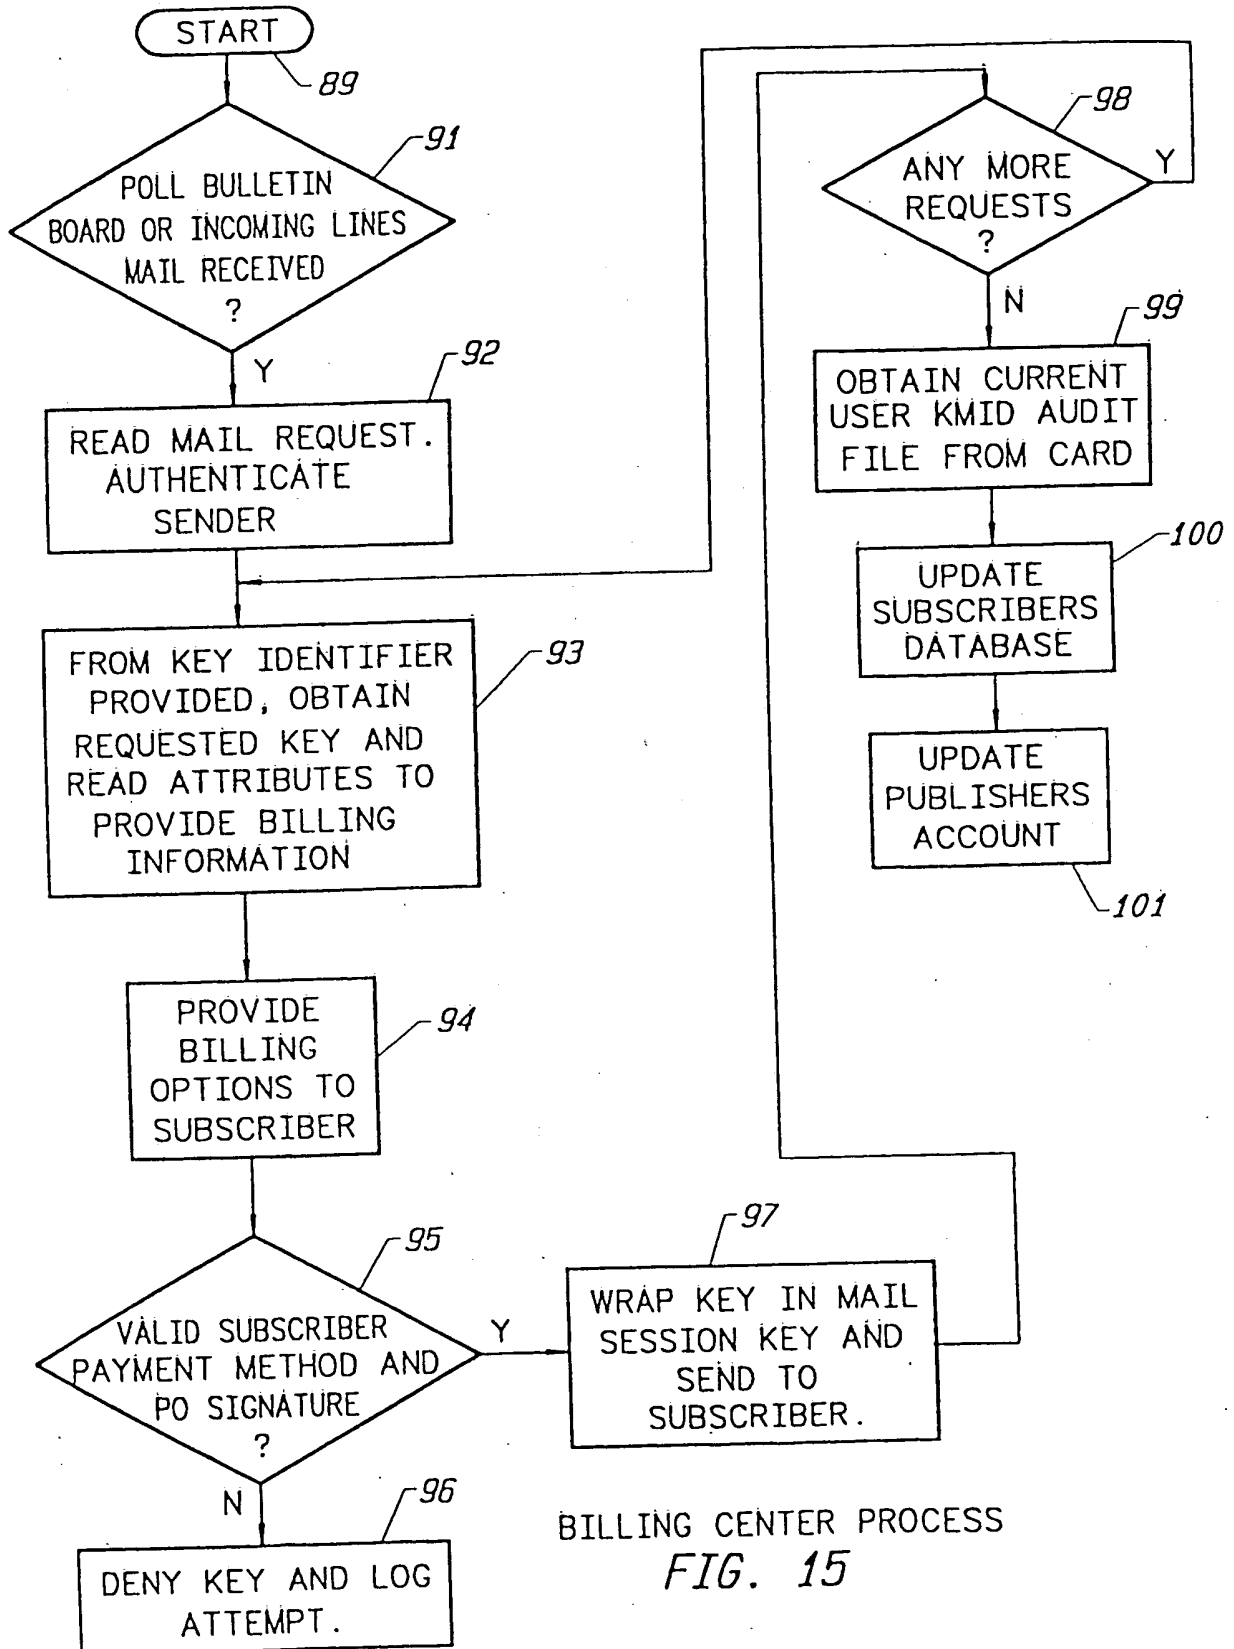 START
89
91
POLL BULLETIN
BOARD OR INCOMING LINES
MAIL RECEIVED
?
Y
92
READ MAIL REQUEST.
AUTHENTICATE
SENDER
93
FROM KEY IDENTIFIER
PROVIDED, OBTAIN
REQUESTED KEY AND
READ ATTRIBUTES TO
PROVIDE BILLING
INFORMATION
94
PROVIDE
BILLING
OPTIONS TO
SUBSCRIBER
95
VALID SUBSCRIBER
PAYMENT METHOD AND
PO SIGNATURE
?
Y
N
96
DENY KEY AND LOG
ATTEMPT.
97
WRAP KEY IN MAIL
SESSION KEY AND
SEND TO
SUBSCRIBER.
98
ANY MORE
REQUESTS
?
Y
N
99
OBTAIN CURRENT
USER KMID AUDIT
FILE FROM CARD
100
UPDATE
SUBSCRIBERS
DATABASE
UPDATE
PUBLISHERS
ACCOUNT
101
BILLING CENTER PROCESS
FIG. 15